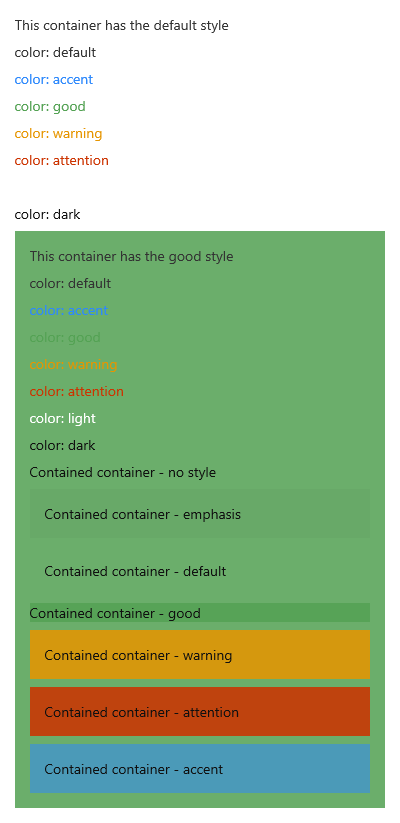 This container has the default style
color: default
color: accent
color: good
color: warning
color: attention
color: dark
This container has the good style
color: default
color: accent
color: good
color: warning
color: attention
color: light
color: dark
Contained container - no style
Contained container - emphasis
Contained container - default
Contained container - good
Contained container - warning
Contained container - attention
Contained container - accent